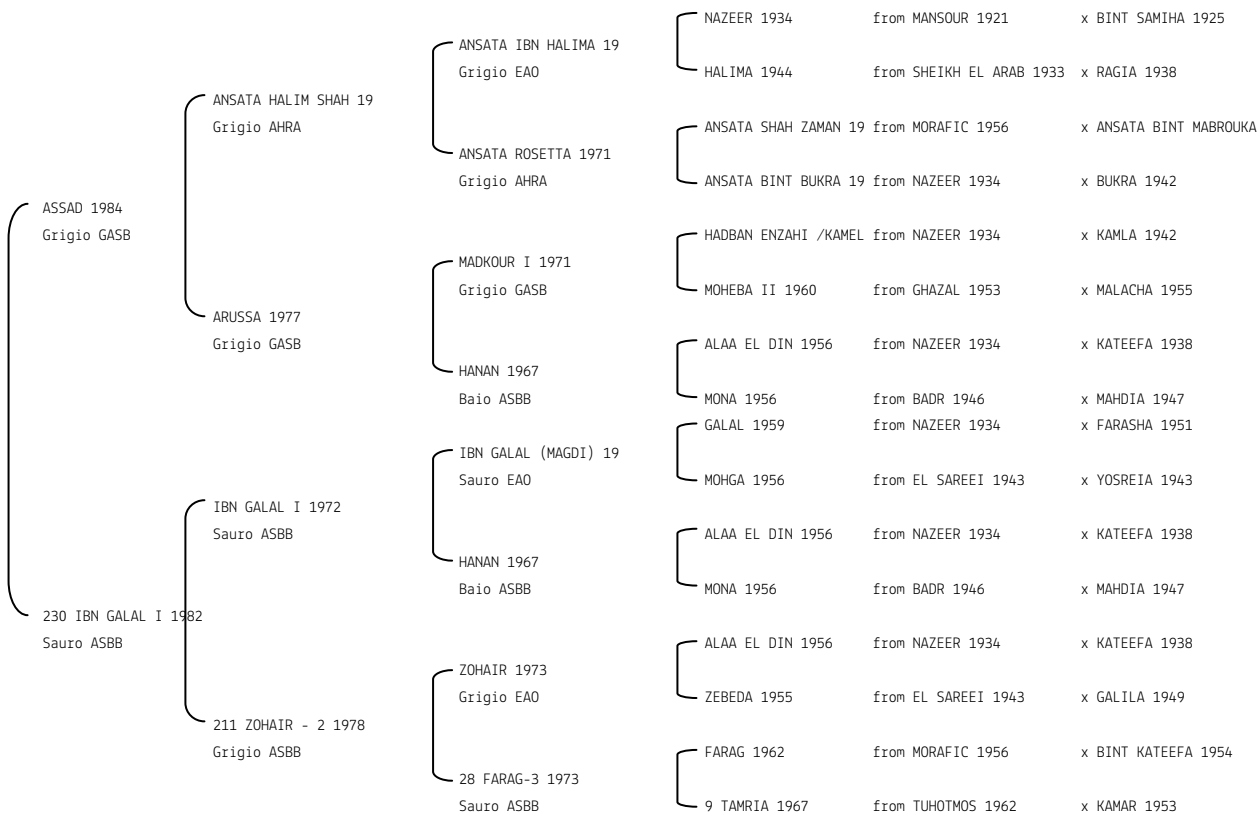 NAZEER 1934 from MANSOUR 1921 x BINT SAMIHA 1925
ANSATA IBN HALIMA 19
Grigio EAO HALIMA 1944 from SHEIKH EL ARAB 1933 x RAGIA 1938
ANSATA HALIM SHAH 19
Grigio AHRA ANSATA SHAH ZAMAN 19 from MORAFIC 1956 x ANSATA BINT MABROUKA
ANSATA ROSETTA 1971
Grigio AHRA ANSATA BINT BUKRA 19 from NAZEER 1934 x BUKRA 1942
ASSAD 1984
Grigio GASB HADBAN ENZAHI /KAMEL from NAZEER 1934 x KAMLA 1942
MADKOUR I 1971
Grigio GASB MOHEBA II 1960 from GHAZAL 1953 x MALACHA 1955
ARUSSA 1977
Grigio GASB ALAA EL DIN 1956 from NAZEER 1934 x KATEEFA 1938
HANAN 1967
Baio ASBB MONA 1956 from BADR 1946 x MAHDIA 1947
GALAL 1959 from NAZEER 1934 x FARASHA 1951
IBN GALAL (MAGDI) 19
Sauro EAO MOHGA 1956 from EL SAREEI 1943 x YOSREIA 1943
IBN GALAL I 1972
Sauro ASBB ALAA EL DIN 1956 from NAZEER 1934 x KATEEFA 1938
HANAN 1967
Baio ASBB MONA 1956 from BADR 1946 x MAHDIA 1947
230 IBN GALAL I 1982
Sauro ASBB ALAA EL DIN 1956 from NAZEER 1934 x KATEEFA 1938
ZOHAIR 1973
Grigio EAO ZEBEDA 1955 from EL SAREEI 1943 x GALILA 1949
211 ZOHAIR - 2 1978
Grigio ASBB FARAG 1962 from MORAFIC 1956 x BINT KATEEFA 1954
28 FARAG-3 1973
Sauro ASBB 9 TAMRIA 1967 from TUHOTMOS 1962 x KAMAR 1953